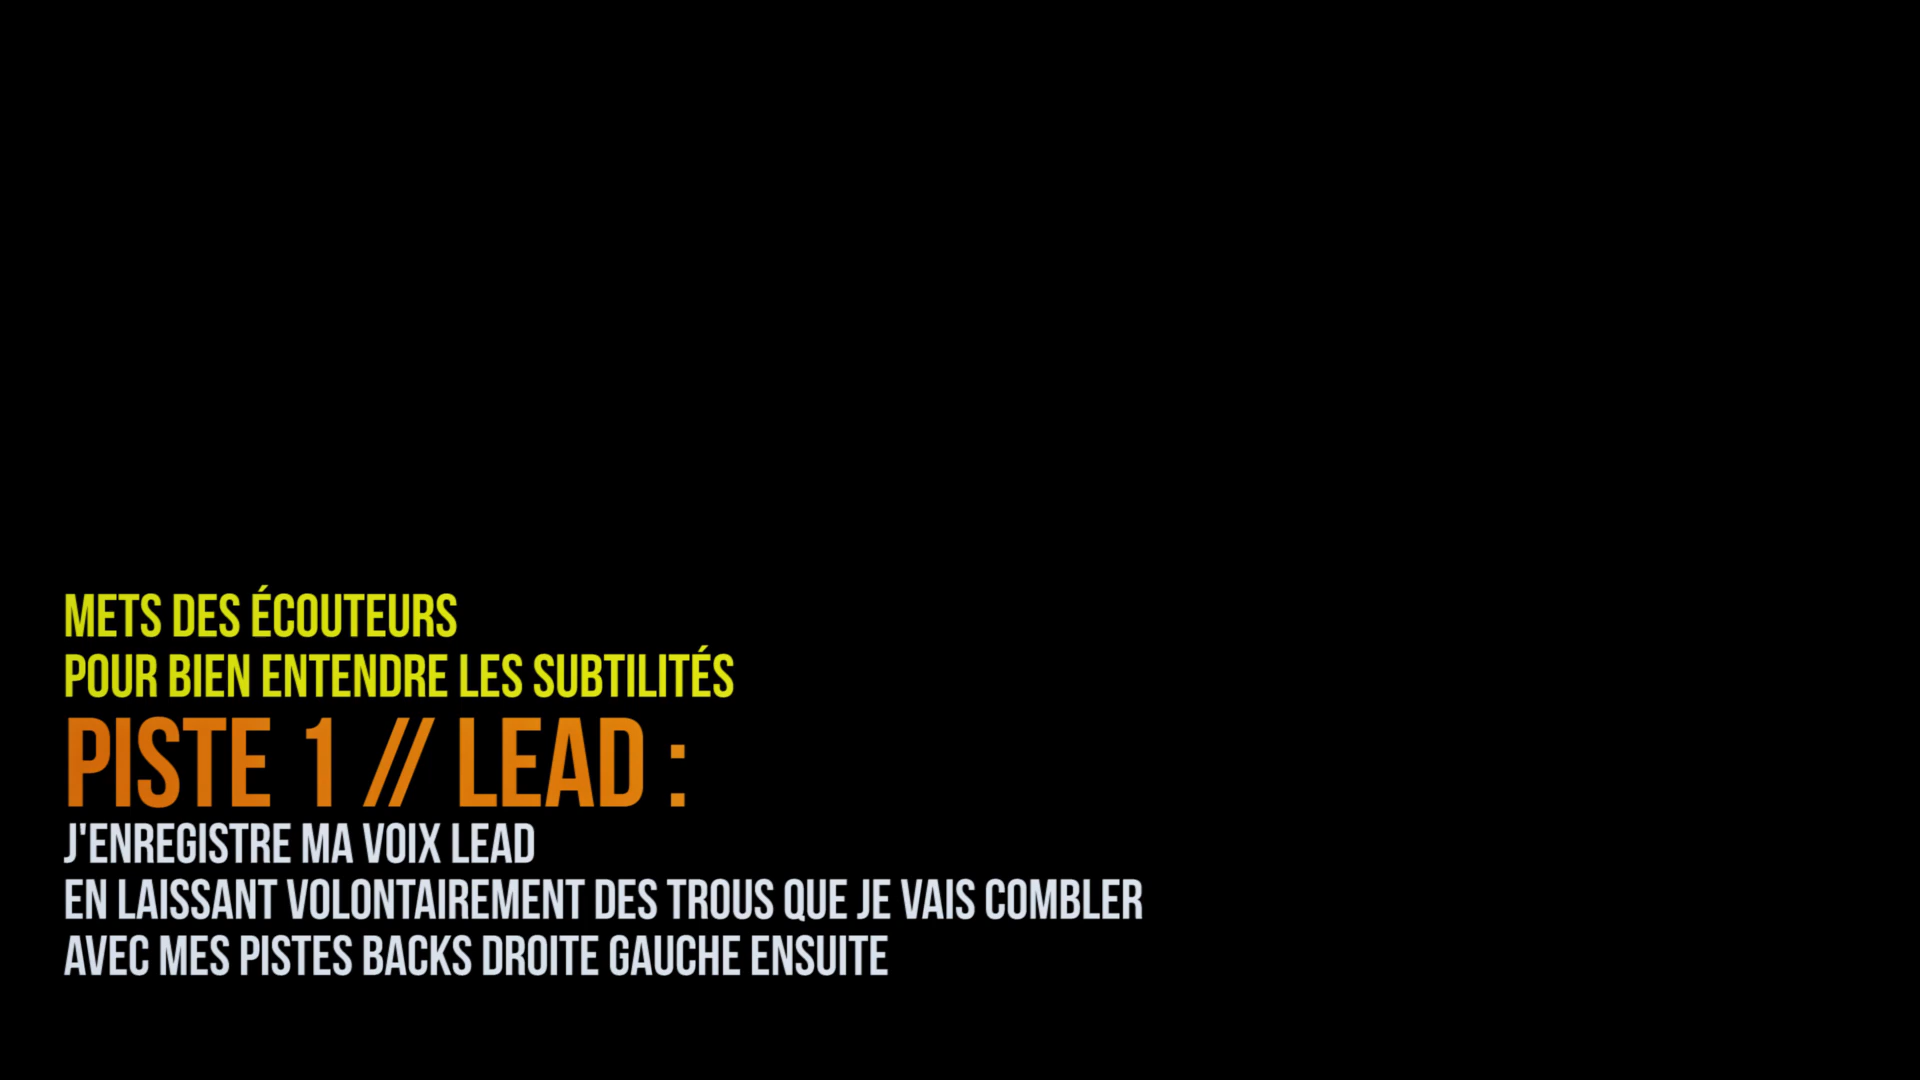 METS DES ÉCOUTEURS
POUR BIEN ENTENDRE LES SUBTILITÉS
PISTE 1 // LEAD :
J'ENREGISTRE MA VOIX LEAD
EN LAISSANT VOLONTAIREMENT DES TROUS QUE JE VAIS COMBLER
AVEC MES PISTES BACKS DROITE GAUCHE ENSUITE